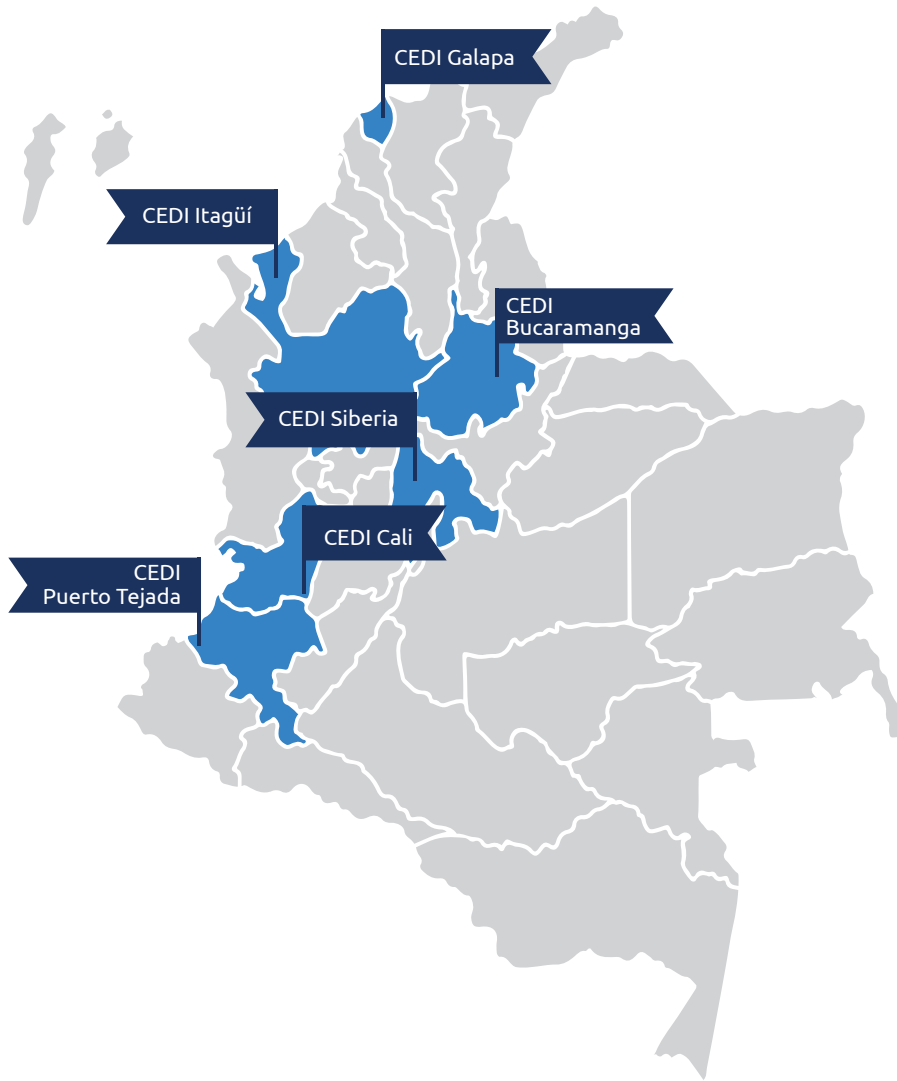 CEDI Galapa
CEDI Itagüí
CEDI
Bucaramanga
CEDI Siberia
CEDI Cali
CEDI
Puerto Tejada